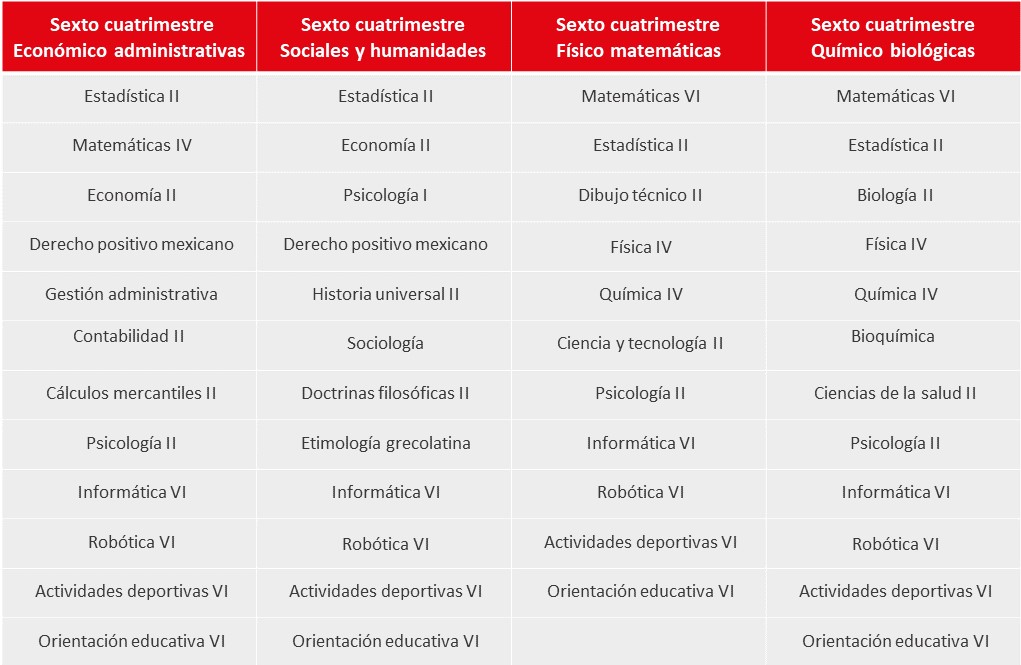 Sexto cuatrimestre
Económico administrativas
Sexto cuatrimestre
Sociales y humanidades
Sexto cuatrimestre
Físico matemáticas
Sexto cuatrimestre
Químico biológicas
Estadística II
Estadística II
Matemáticas VI
Matemáticas VI
Matemáticas IV
Economía II
Estadística II
Estadística II
Economía II
Psicología I
Dibujo técnico II
Biología II
Derecho positivo mexicano
Derecho positivo mexicano
Física IV
Física IV
Gestión administrativa
Historia universal II
Química IV
Química IV
Contabilidad II
Sociología
Ciencia y tecnología II
Bioquímica
Cálculos mercantiles II
Doctrinas filosóficas II
Psicología II
Ciencias de la salud II
Psicología II
Etimología grecolatina
Informática VI
Psicología II
Informática VI
Informática VI
Robótica VI
Informática VI
Robótica VI
Robótica VI
Actividades deportivas VI
Robótica VI
Actividades deportivas VI
Actividades deportivas VI
Orientación educativa VI
Actividades deportivas VI
Orientación educativa VI
Orientación educativa VI
Orientación educativa VI